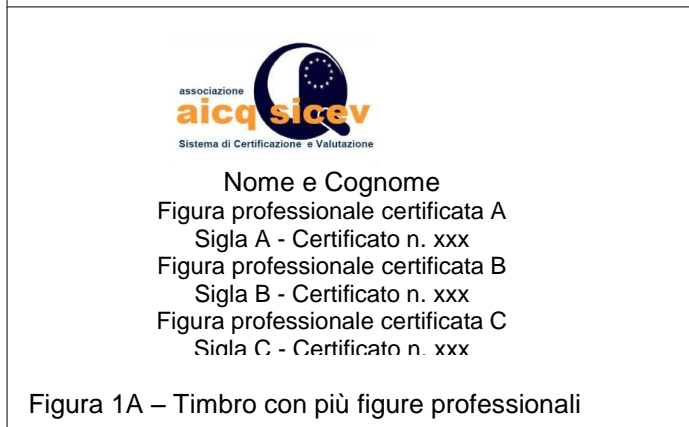 associazione
aicq sicev
Sistema di Certificazione e Valutazione
Nome e Cognome
Figura professionale certificata A
Sigla A - Certificato n. xxx
Figura professionale certificata B
Sigla B - Certificato n. xxx
Figura professionale certificata C
Sigla C - Certificato n. xxx
Figura 1A – Timbro con più figure professionali